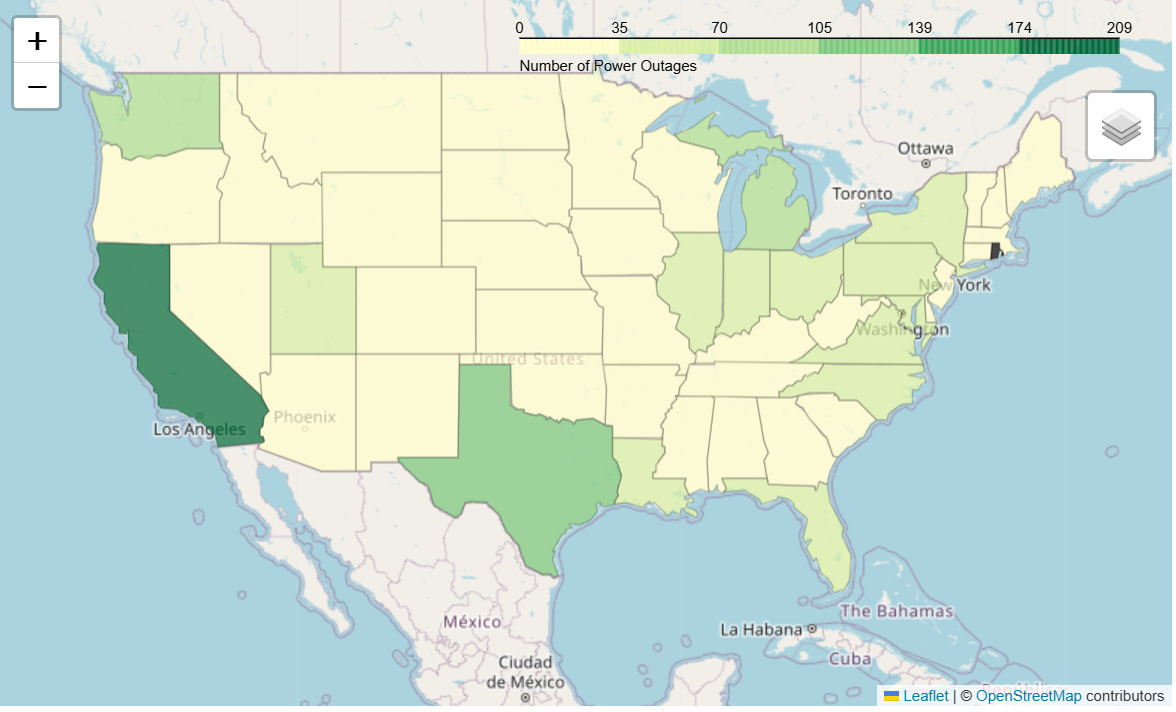 +
−
0 35 70 105 139 174 209
Number of Power Outages
Ottawa
Toronto
New York
Washington
United States
Phoenix
Los Angeles
México
Ciudad
de México
La Habana
The Bahamas
Cuba
Leaflet | © OpenStreetMap contributors